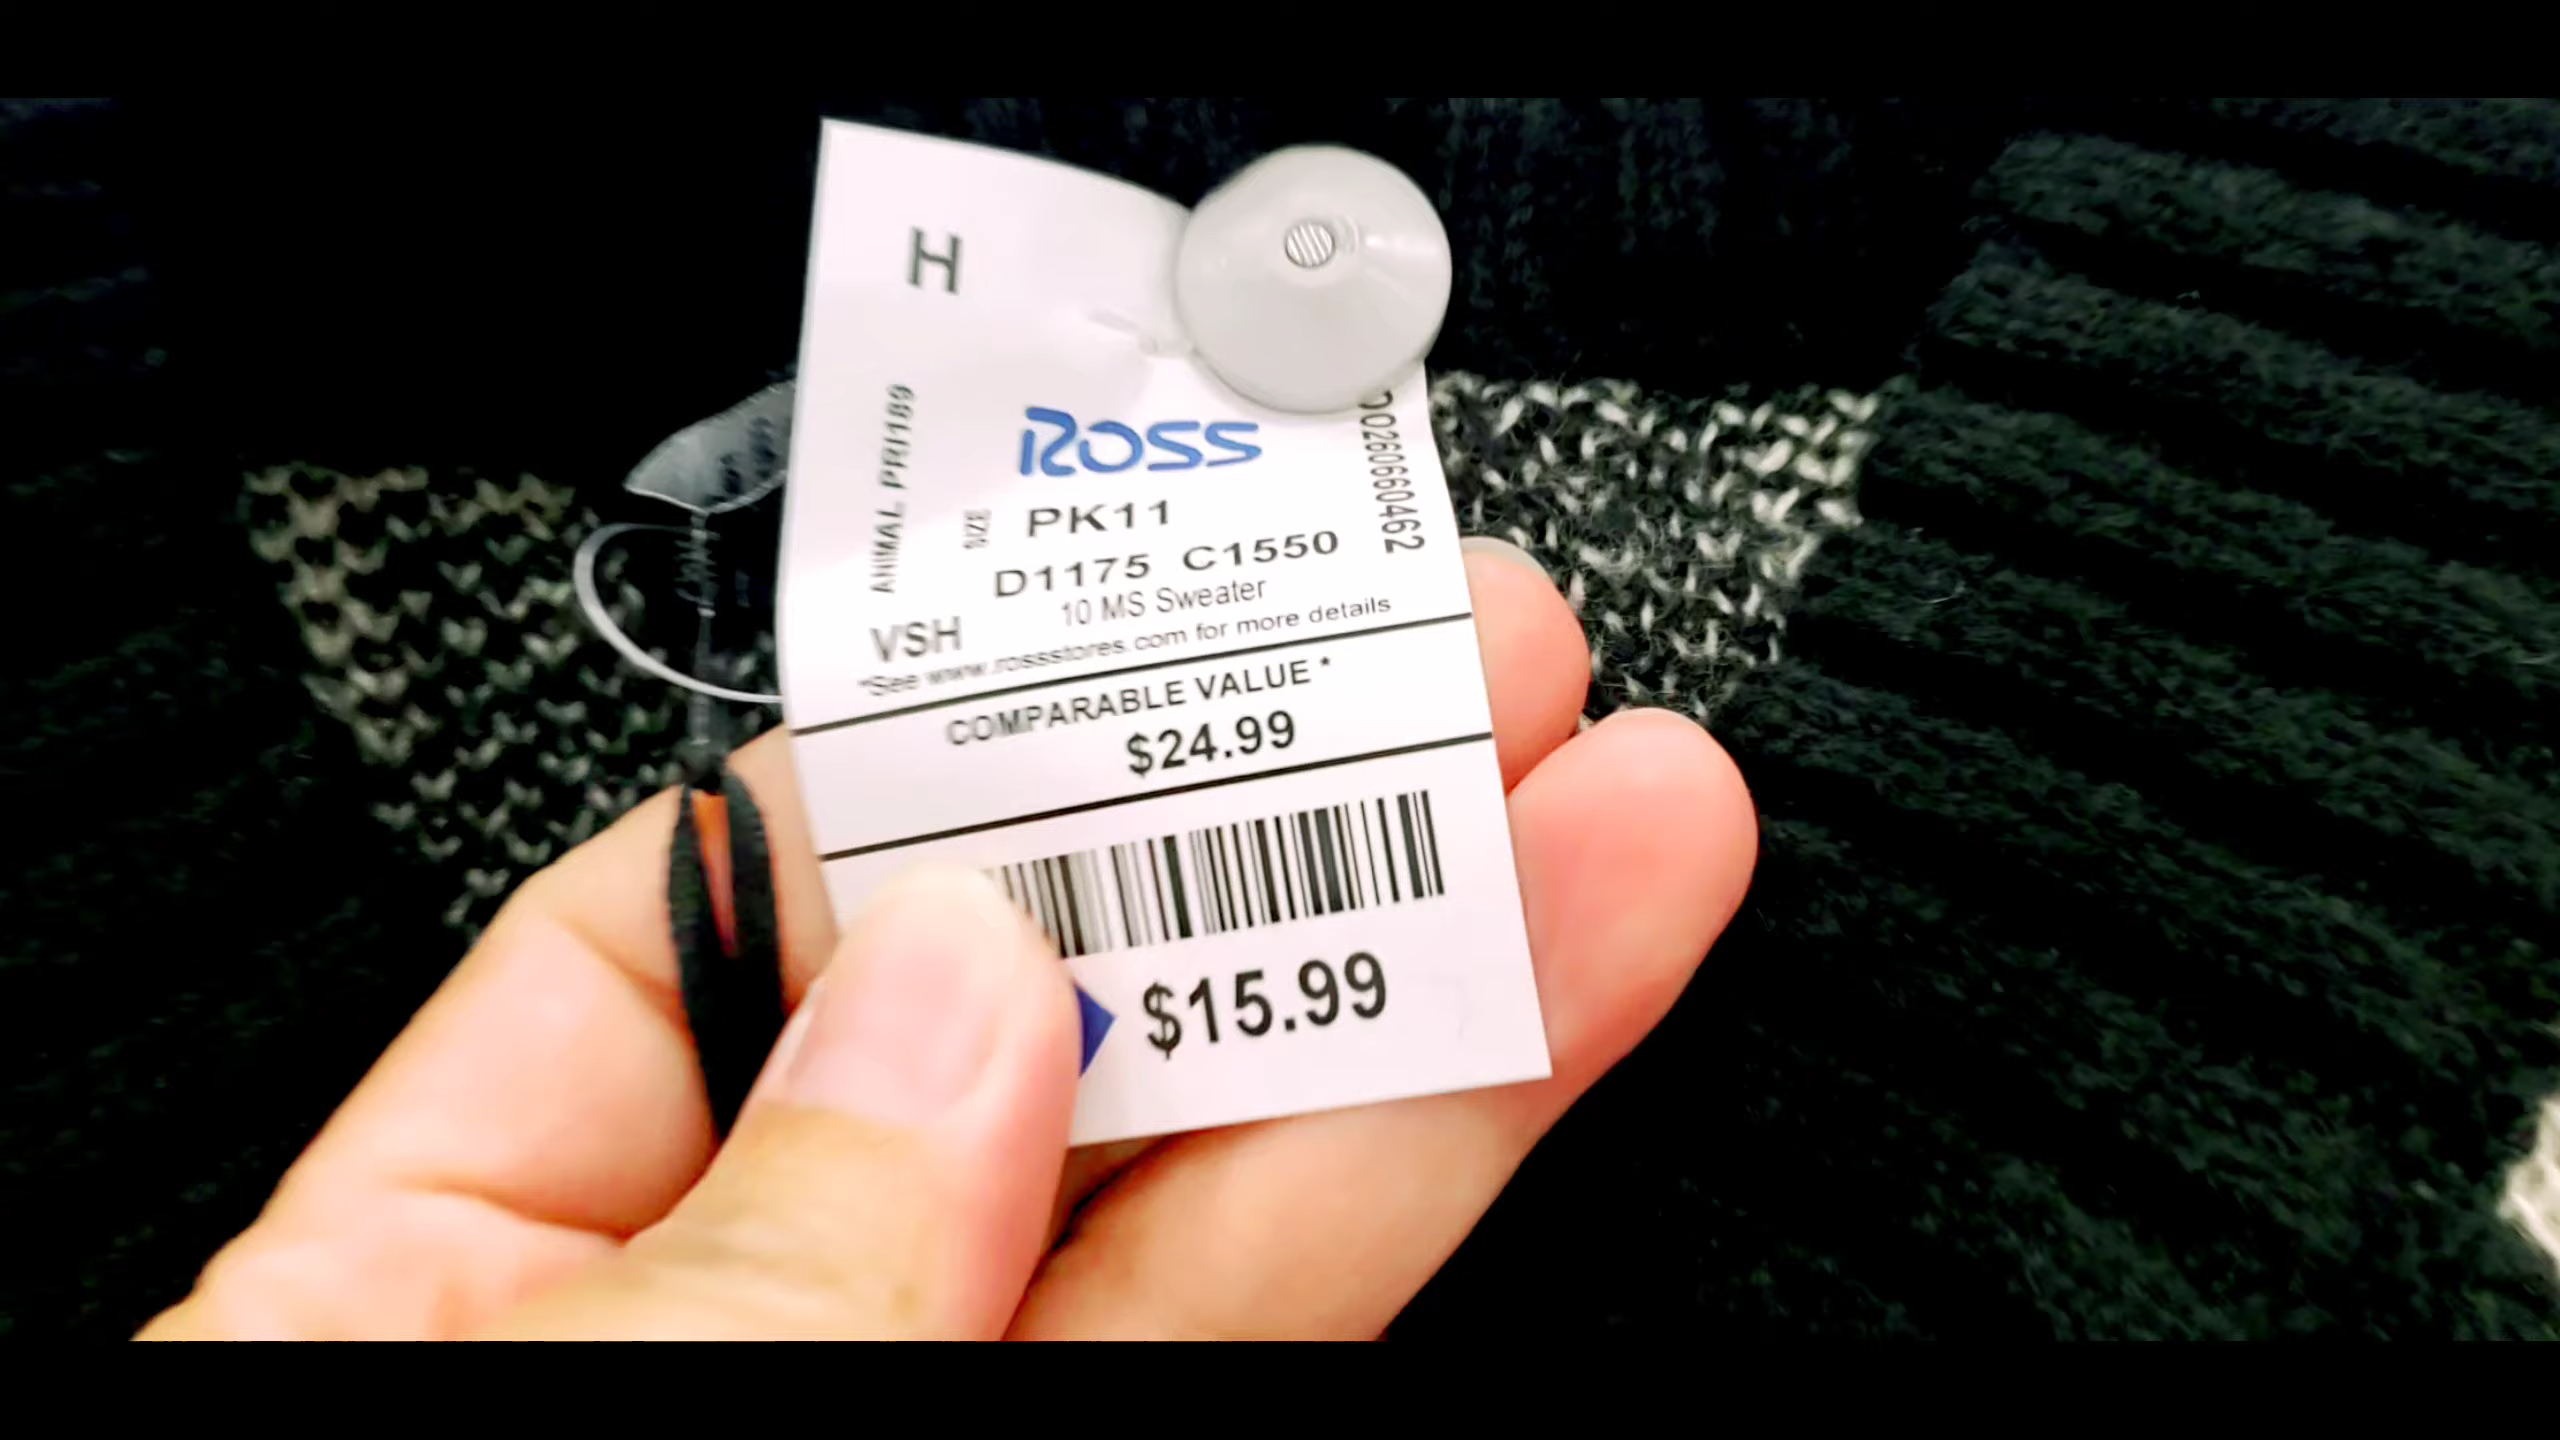 H
ROSS
ANIMAL PRI189
SIZE
PK11
D1175 C1550
10 MS Sweater
VSH
*See www.rossstores.com for more details
COMPARABLE VALUE *
$24.99
$15.99